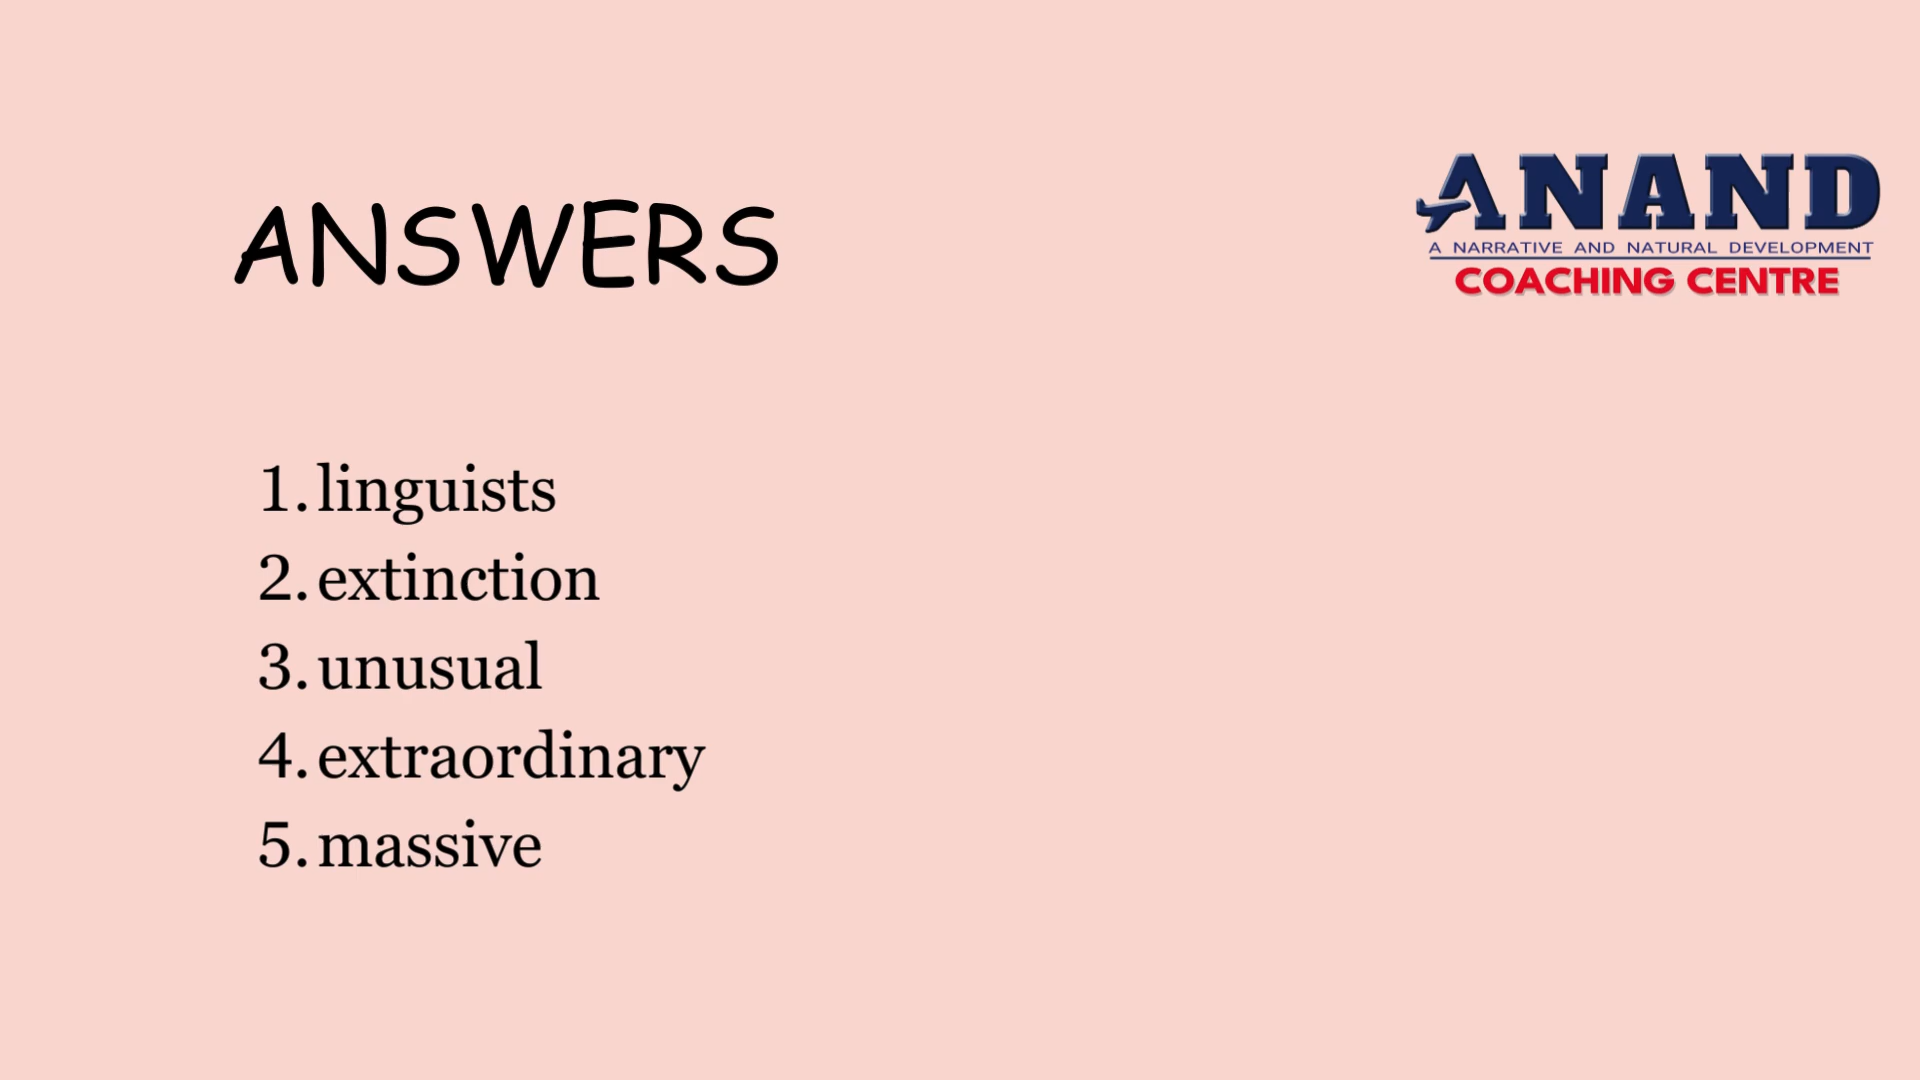 ANSWERS
ANAND
A NARRATIVE AND NATURAL DEVELOPMENT
COACHING CENTRE
1. linguists
2. extinction
3. unusual
4. extraordinary
5. massive